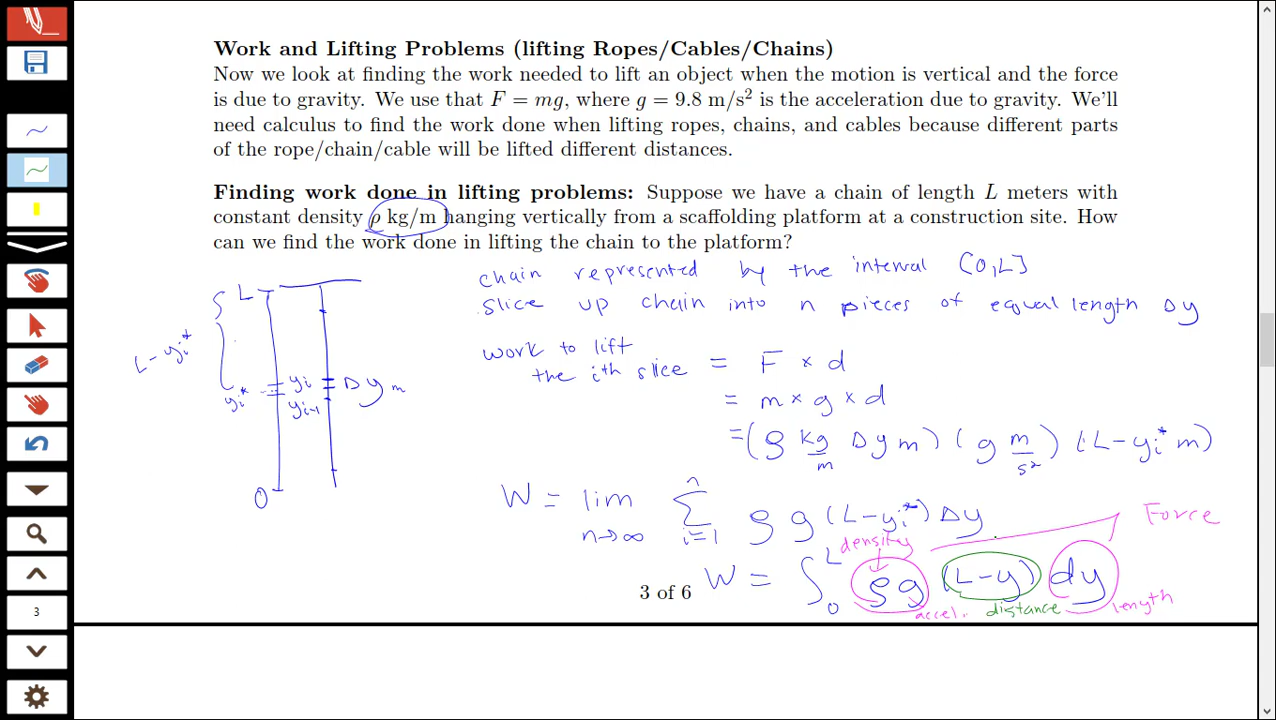 Work and Lifting Problems (lifting Ropes/Cables/Chains)
Now we look at finding the work needed to lift an object when the motion is vertical and the force
is due to gravity. We use that F = mg, where g = 9.8 m/s² is the acceleration due to gravity. We'll
need calculus to find the work done when lifting ropes, chains, and cables because different parts
of the rope/chain/cable will be lifted different distances.
Finding work done in lifting problems: Suppose we have a chain of length L meters with
constant density ρ kg/m hanging vertically from a scaffolding platform at a construction site. How
can we find the work done in lifting the chain to the platform?
chain represented by the interval [0,L]
slice up chain into n pieces of equal length Δy
L
L - yi*
yi*
yi
yi-1
Δy m
0
work to lift
the ith slice = F × d
= m × g × d
= (ρ kg/m Δy m) (g m/s²) (L - yi* m)
W = lim n→∞ Σ i=1 n ρ g (L - yi*) Δy
Force
density
W = ∫ 0 L ρg (L-y) dy
accel. distance length
3 of 6
3